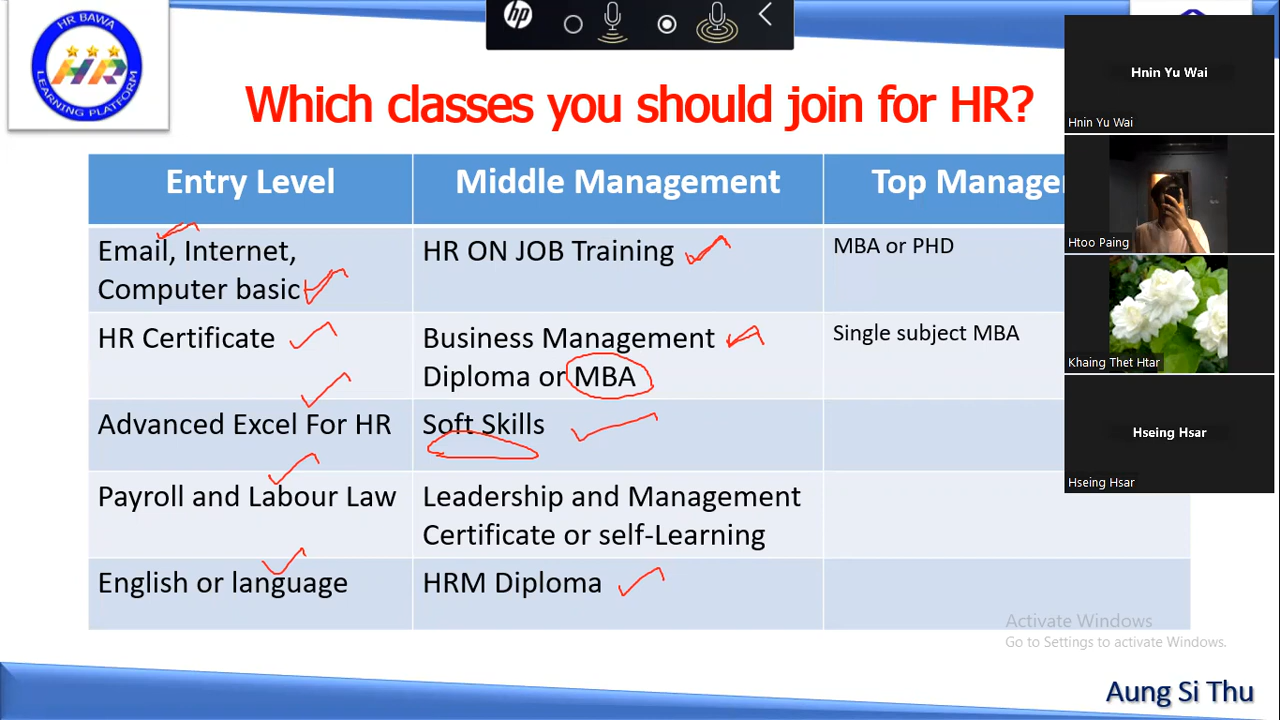 HR BAWA
HR
LEARNING PLATFORM
hp
Which classes you should join for HR?
Entry Level
Middle Management
Top Manage
Email, Internet,
Computer basic
HR ON JOB Training
MBA or PHD
HR Certificate
Business Management
Diploma or MBA
Single subject MBA
Advanced Excel For HR
Soft Skills
Payroll and Labour Law
Leadership and Management
Certificate or self-Learning
English or language
HRM Diploma
Hnin Yu Wai
Hnin Yu Wai
Htoo Paing
Khaing Thet Htar
Hseing Hsar
Hseing Hsar
Activate Windows
Go to Settings to activate Windows.
Aung Si Thu